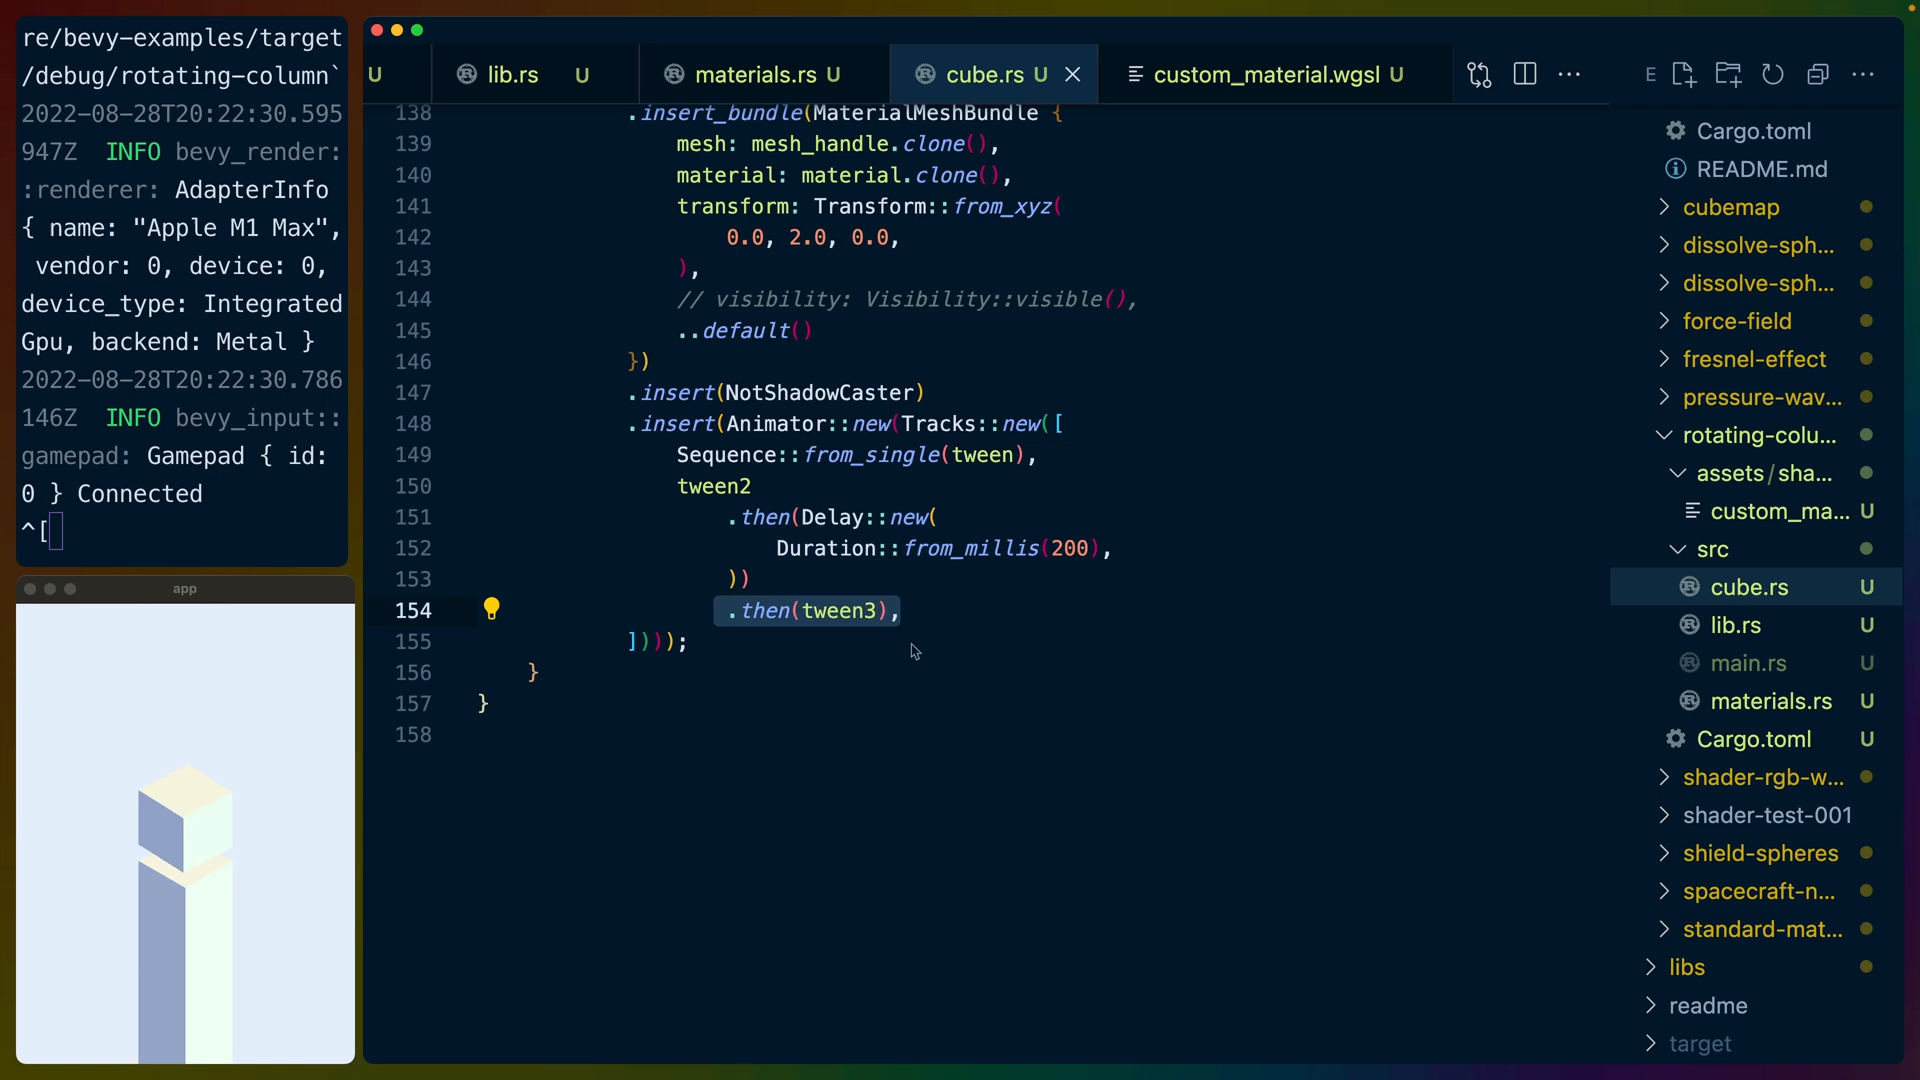 re/bevy-examples/target
/debug/rotating-column`
2022-08-28T20:22:30.595
947Z  INFO bevy_render:
:renderer: AdapterInfo
{ name: "Apple M1 Max",
 vendor: 0, device: 0,
device_type: Integrated
Gpu, backend: Metal }
2022-08-28T20:22:30.786
146Z  INFO bevy_input::
gamepad: Gamepad { id:
0 } Connected
^[
app
U
lib.rs U
materials.rs U
cube.rs U
custom_material.wgsl U
138 .insert_bundle(MaterialMeshBundle {
139 mesh: mesh_handle.clone(),
140 material: material.clone(),
141 transform: Transform::from_xyz(
142 0.0, 2.0, 0.0,
143 ),
144 // visibility: Visibility::visible(),
145 ..default()
146 })
147 .insert(NotShadowCaster)
148 .insert(Animator::new(Tracks::new([
149 Sequence::from_single(tween),
150 tween2
151 .then(Delay::new(
152 Duration::from_millis(200),
153 ))
154 .then(tween3),
155 ])));
156 }
157 }
158
E
Cargo.toml
README.md
cubemap
dissolve-sph...
dissolve-sph...
force-field
fresnel-effect
pressure-wav...
rotating-colu...
assets/sha...
custom_ma... U
src
cube.rs U
lib.rs U
main.rs U
materials.rs U
Cargo.toml U
shader-rgb-w...
shader-test-001
shield-spheres
spacecraft-n...
standard-mat...
libs
readme
target